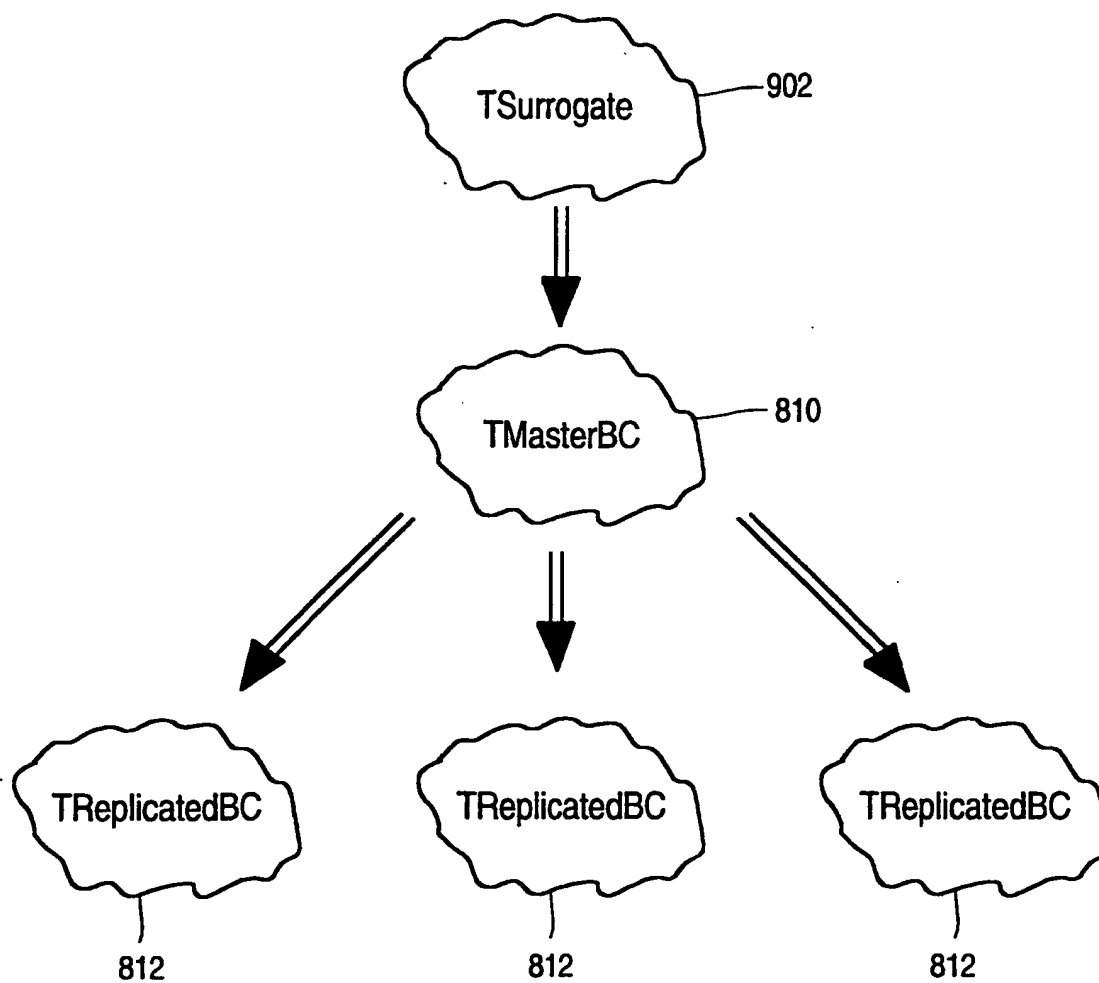 TSurrogate
902
TMasterBC
810
TReplicatedBC
TReplicatedBC
TReplicatedBC
812
812
812